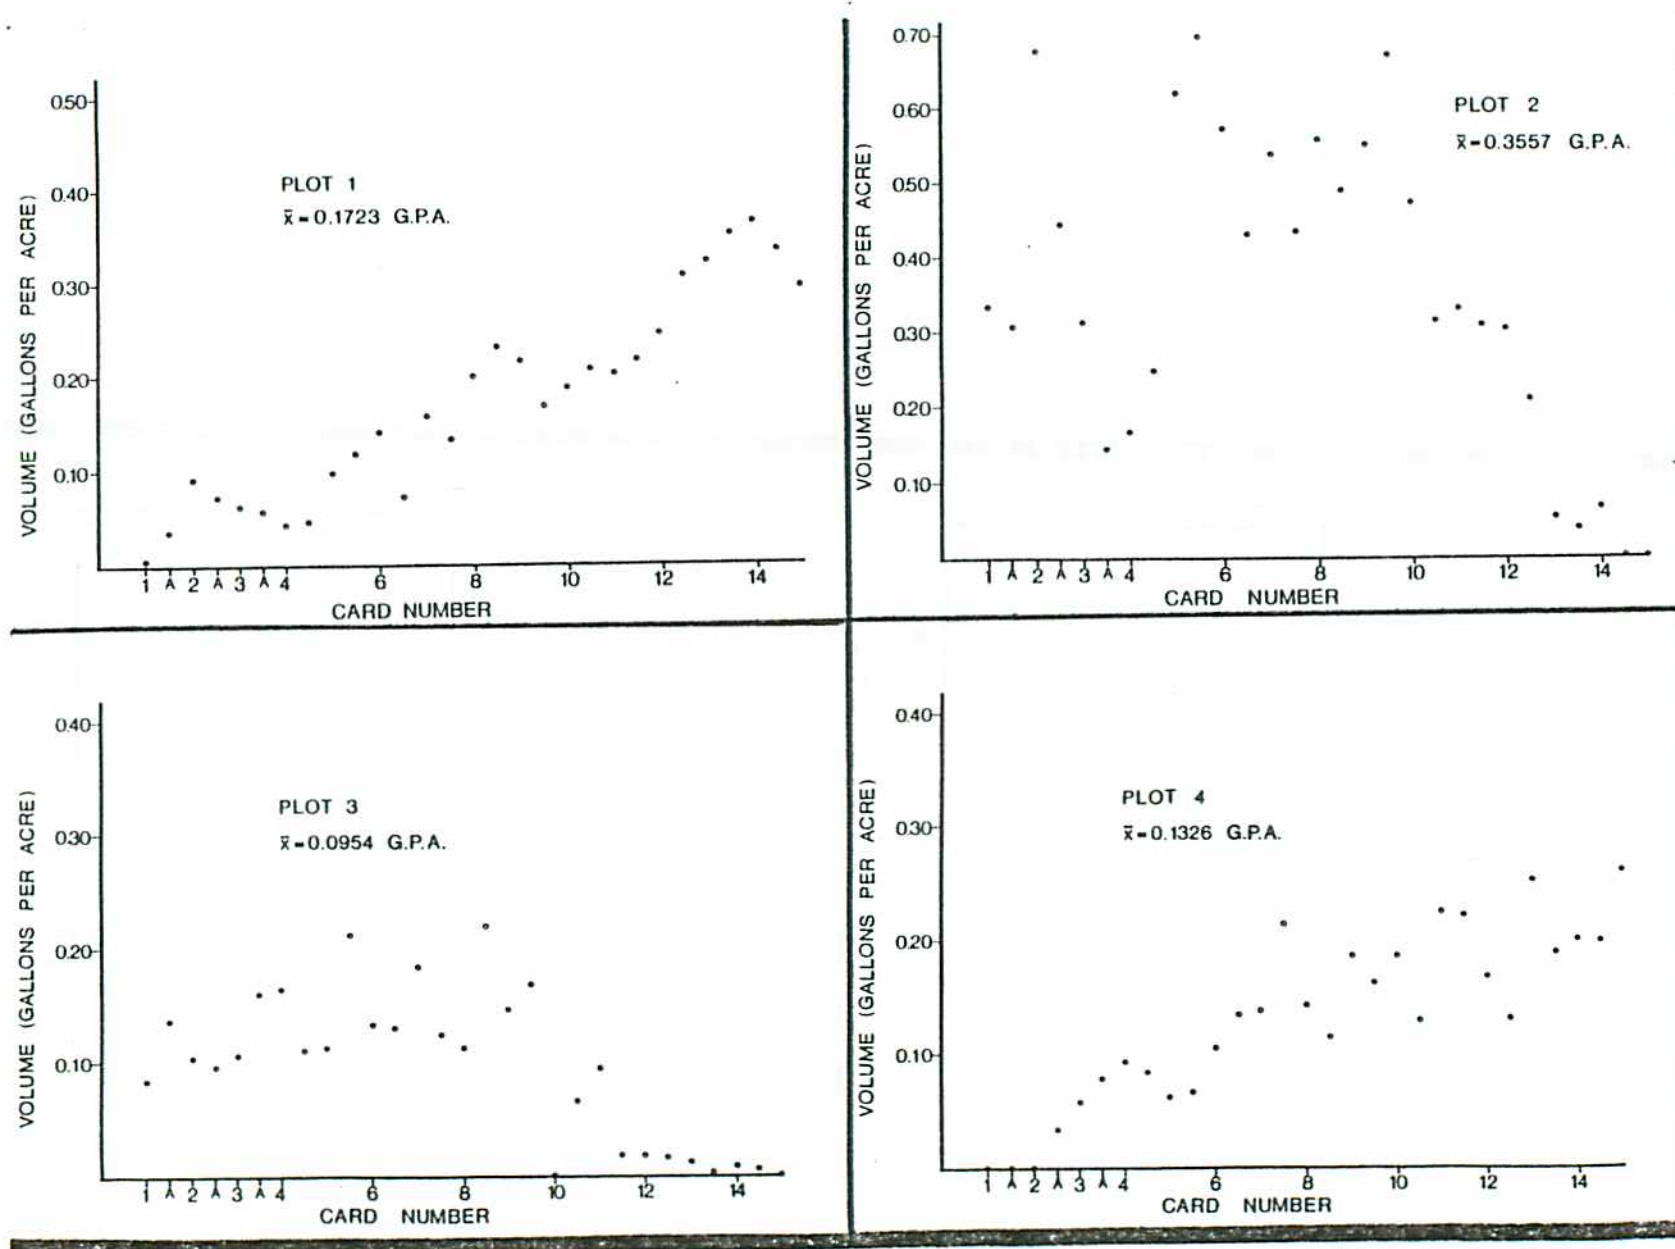 VOLUME (GALLONS PER ACRE)
0.50
0.40
0.30
0.20
0.10
PLOT 1
x̄=0.1723 G.P.A.
1 A 2 A 3 A 4 6 8 10 12 14
CARD NUMBER
VOLUME (GALLONS PER ACRE)
0.70
0.60
0.50
0.40
0.30
0.20
0.10
PLOT 2
x̄=0.3557 G.P.A.
1 A 2 A 3 A 4 6 8 10 12 14
CARD NUMBER
VOLUME (GALLONS PER ACRE)
0.40
0.30
0.20
0.10
PLOT 3
x̄=0.0954 G.P.A.
1 A 2 A 3 A 4 6 8 10 12 14
CARD NUMBER
VOLUME (GALLONS PER ACRE)
0.40
0.30
0.20
0.10
PLOT 4
x̄=0.1326 G.P.A.
1 A 2 A 3 A 4 6 8 10 12 14
CARD NUMBER